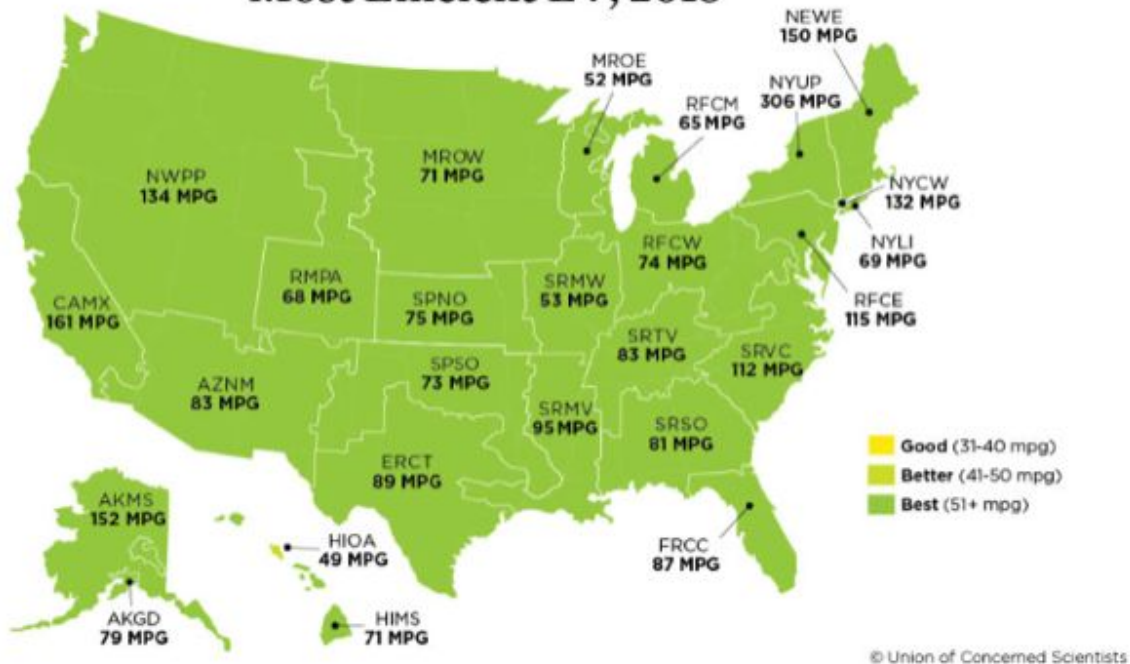 NEWE
150 MPG
MROE
52 MPG
NYUP
306 MPG
RFCM
65 MPG
MROW
71 MPG
NWPP
134 MPG
NYCW
132 MPG
NYLI
69 MPG
RFCW
74 MPG
RMPA
68 MPG
SRMW
53 MPG
SPNO
75 MPG
CAMX
161 MPG
RFCE
115 MPG
SRTV
83 MPG
SRVC
112 MPG
SPSO
73 MPG
AZNM
83 MPG
SRMV
95 MPG
SRSO
81 MPG
ERCT
89 MPG
Good (31-40 mpg)
Better (41-50 mpg)
Best (51+ mpg)
AKMS
152 MPG
HIOA
49 MPG
FRCC
87 MPG
AKGD
79 MPG
HIMS
71 MPG
© Union of Concerned Scientists